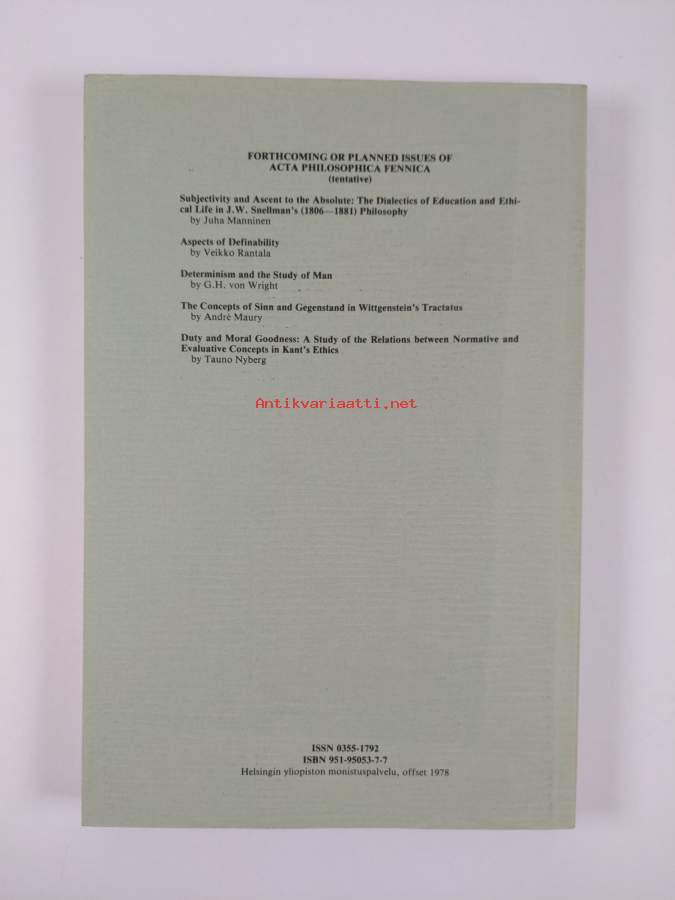 FORTHCOMING OR PLANNED ISSUES OF
ACTA PHILOSOPHICA FENNICA
(tentative)
Subjectivity and Ascent to the Absolute: The Dialectics of Education and Ethi-
cal Life in J.W. Snellman's (1806—1881) Philosophy
by Juha Manninen
Aspects of Definability
by Veikko Rantala
Determinism and the Study of Man
by G.H. von Wright
The Concepts of Sinn and Gegenstand in Wittgenstein's Tractatus
by André Maury
Duty and Moral Goodness: A Study of the Relations between Normative and
Evaluative Concepts in Kant's Ethics
by Tauno Nyberg
Antikvariaatti.net
ISSN 0355-1792
ISBN 951-95053-7-7
Helsingin yliopiston monistuspalvelu, offset 1978